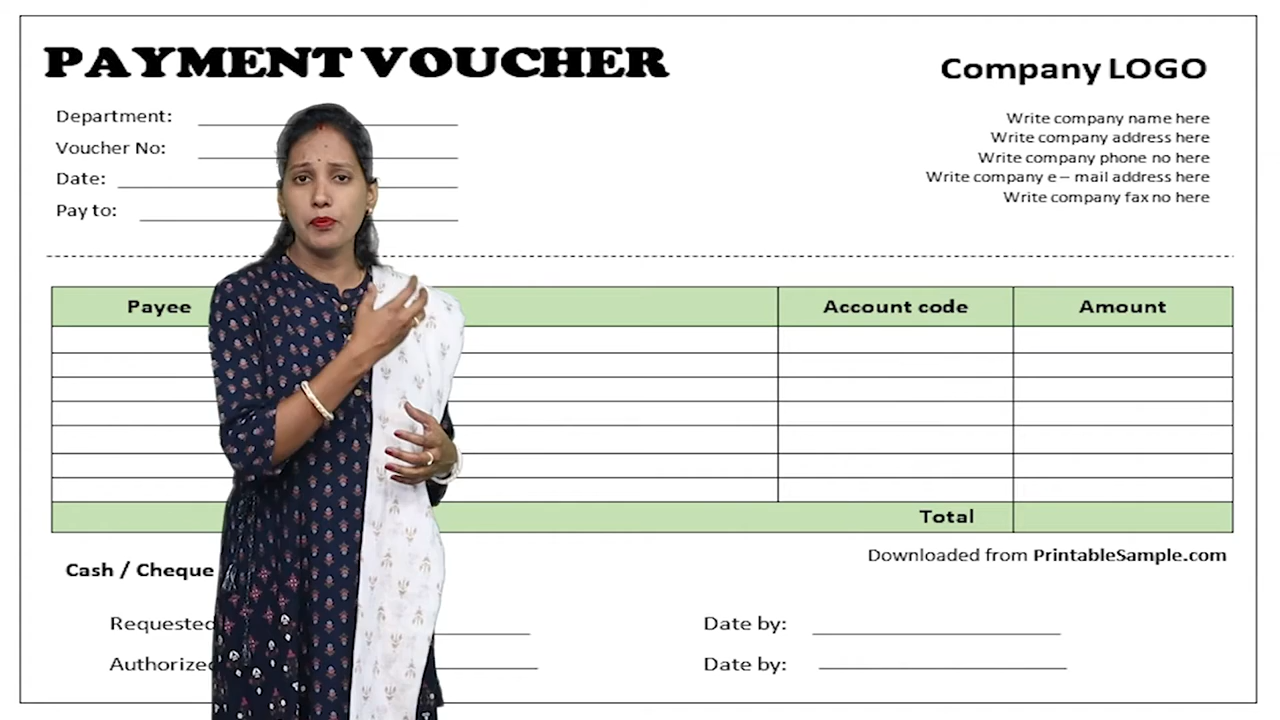 PAYMENT VOUCHER
Company LOGO
Department:
Voucher No:
Date:
Pay to:
Write company name here
Write company address here
Write company phone no here
Write company e – mail address here
Write company fax no here
Payee
Account code
Amount
Total
Downloaded from PrintableSample.com
Cash / Cheque
Requested
Date by:
Authorized
Date by: